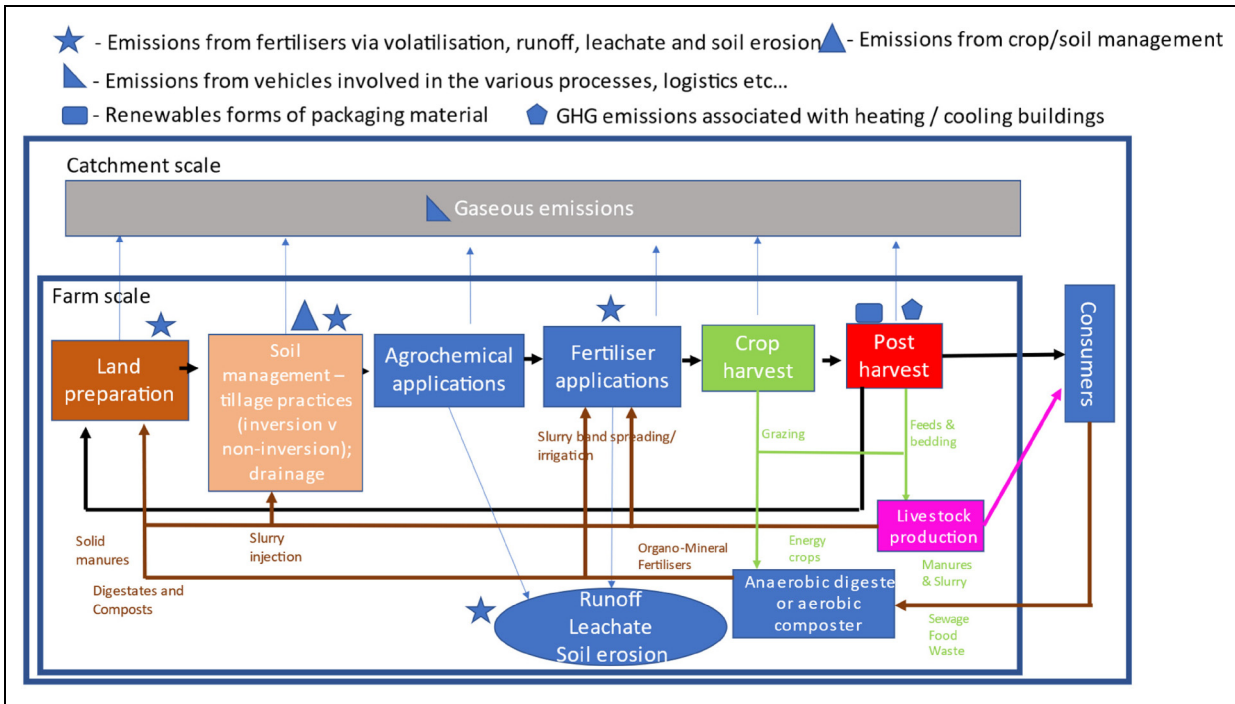 - Emissions from fertilisers via volatilisation, runoff, leachate and soil erosion
- Emissions from crop/soil management
- Emissions from vehicles involved in the various processes, logistics etc...
- Renewables forms of packaging material
GHG emissions associated with heating / cooling buildings
Catchment scale
Gaseous emissions
Farm scale
Land
preparation
Soil
management –
tillage practices
(inversion v
non-inversion);
drainage
Agrochemical
applications
Fertiliser
applications
Crop
harvest
Post
harvest
Consumers
Slurry band spreading/
irrigation
Grazing
Feeds &
bedding
Livestock
production
Solid
manures
Slurry
injection
Organo-Mineral
Fertilisers
Energy
crops
Manures
& Slurry
Digestates and
Composts
Anaerobic digeste
or aerobic
composter
Runoff
Leachate
Soil erosion
Sewage
Food
Waste